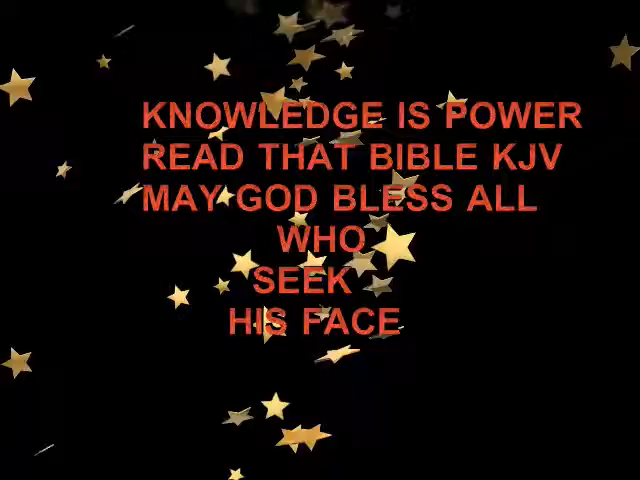 KNOWLEDGE IS POWER
READ THAT BIBLE KJV
MAY GOD BLESS ALL
WHO
SEEK
HIS FACE